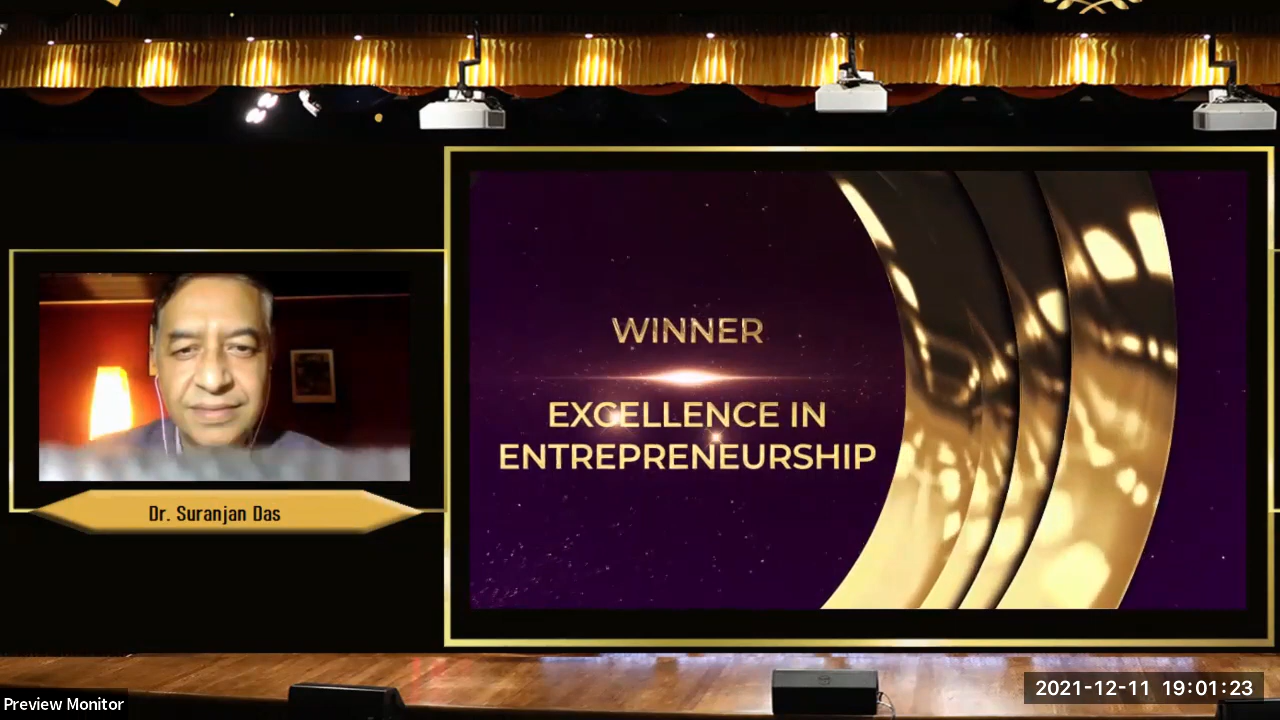 WINNER
EXCELLENCE IN
ENTREPRENEURSHIP
Dr. Suranjan Das
2021-12-11 19:01:23
Preview Monitor